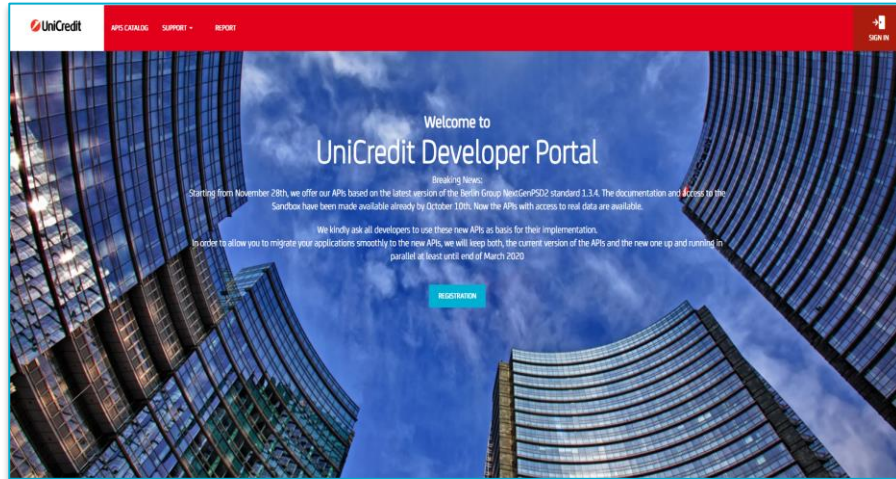 UniCredit
APIS CATALOG
SUPPORT
REPORT
SIGN IN
Welcome to
UniCredit Developer Portal
Breaking News:
Starting from November 28th, we offer our APIs based on the latest version of the Berlin Group NextGenPSD2 standard 1.3.4. The documentation and access to the
Sandbox have been made available already by October 10th. Now the APIs with access to real data are available.
We kindly ask all developers to use these new APIs as basis for their implementation.
In order to allow you to migrate your applications smoothly to the new APIs, we will keep both, the current version of the APIs and the new one up and running in
parallel at least until end of March 2020
REGISTRATION